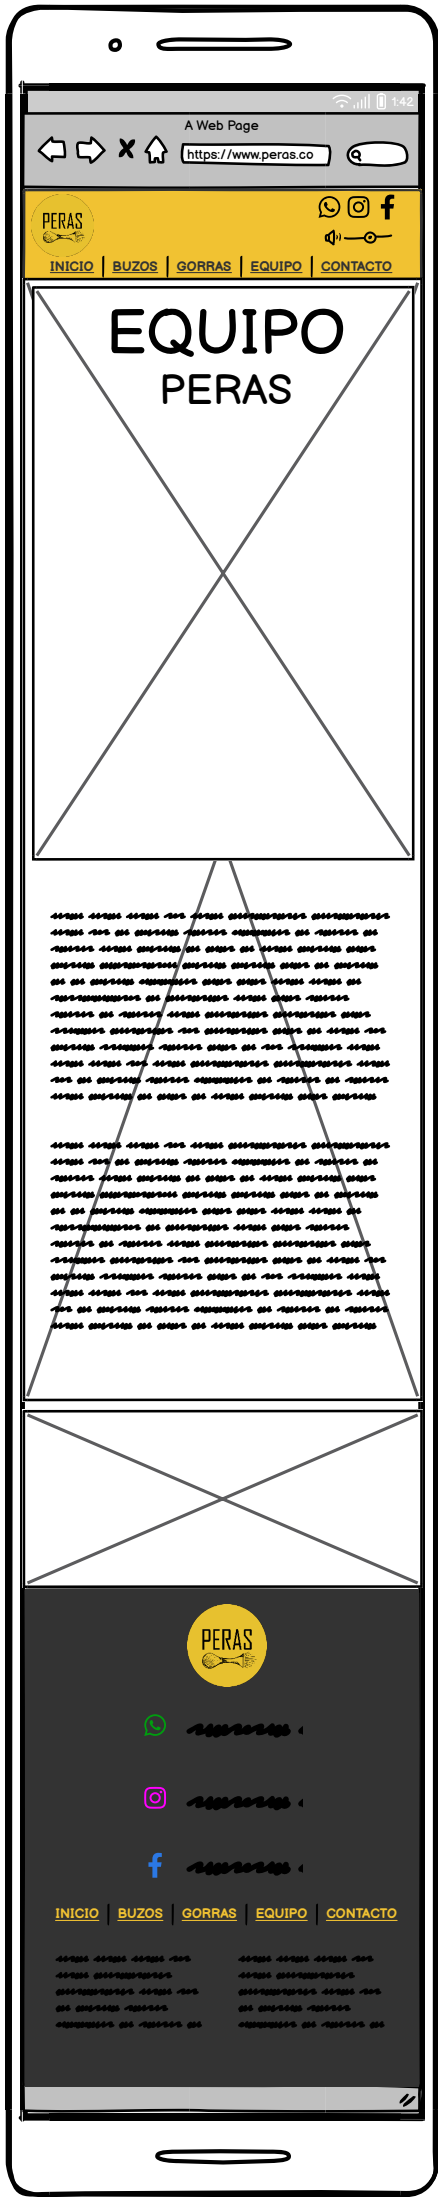 1:42
A Web Page
https://www.peras.co
PERAS
INICIO BUZOS GORRAS EQUIPO CONTACTO
EQUIPO
PERAS
PERAS
INICIO BUZOS GORRAS EQUIPO CONTACTO